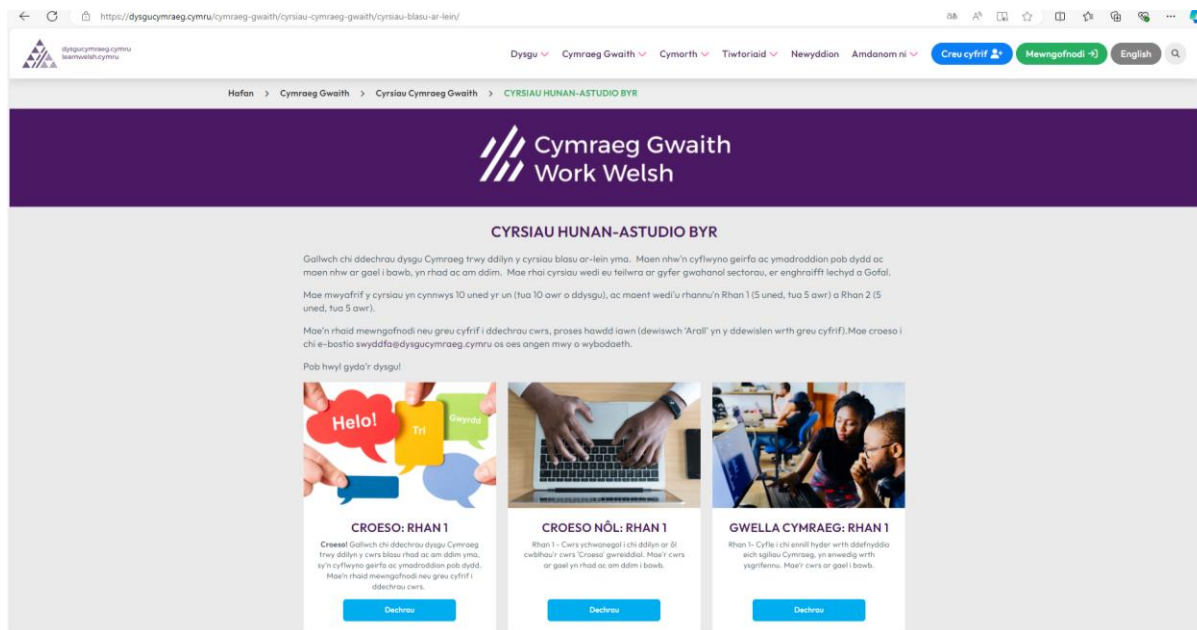 https://dysgucymraeg.cymru/cymraeg-gwaith/cyrsiau-cymraeg-gwaith/cyrsiau-blasu-ar-lein/
dysgucymraeg.cymru
learnwelsh.cymru
Dysgu Cymraeg Gwaith Cymorth Tiwtoriaid Newyddion Amdanom ni Creu cyfrif Mewngofnodi English
Hafan > Cymraeg Gwaith > Cyrsiau Cymraeg Gwaith > CYRSIAU HUNAN-ASTUDIO BYR
Cymraeg Gwaith
Work Welsh
CYRSIAU HUNAN-ASTUDIO BYR
Gallwch chi ddechrau dysgu Cymraeg trwy ddilyn y cyrsiau blasu ar-lein yma. Maen nhw'n cyflwyno geirfa ac ymadroddion pob dydd ac
maen nhw ar gael i bawb, yn rhad ac am ddim. Mae rhai cyrsiau wedi eu teilwra ar gyfer gwahanol sectorau, er enghraifft Iechyd a Gofal.
Mae mwyafrif y cyrsiau yn cynnwys 10 uned yr un (tua 10 awr o ddysgu), ac maent wedi'u rhannu'n Rhan 1 (5 uned, tua 5 awr) a Rhan 2 (5
uned, tua 5 awr).
Mae'n rhaid mewngofnodi neu greu cyfrif i ddechrau cwrs, proses hawdd iawn (dewiswch 'Arall' yn y ddewislen wrth greu cyfrif).Mae croeso i
chi e-bostio swyddfa@dysgucymraeg.cymru os oes angen mwy o wybodaeth.
Pob hwyl gyda'r dysgu!
Helo!
Tri
Gwyrdd
CROESO: RHAN 1
Croeso! Gallwch chi ddechrau dysgu Cymraeg
trwy ddilyn y cwrs blasu rhad ac am ddim yma,
sy'n cyflwyno geirfa ac ymadroddion pob dydd.
Mae'n rhaid mewngofnodi neu greu cyfrif i
ddechrau cwrs.
Dechrau
CROESO NÔL: RHAN 1
Rhan 1 - Cwrs ychwanegol i chi ddilyn ar ôl
cwblhau'r cwrs 'Croeso' gwreiddiol. Mae'r cwrs
ar gael yn rhad ac am ddim i bawb.
Dechrau
GWELLA CYMRAEG: RHAN 1
Rhan 1- Cyfle i chi ennill hyder wrth ddefnyddio
eich sgiliau Cymraeg, yn enwedig wrth
ysgrifennu. Mae'r cwrs ar gael i bawb.
Dechrau